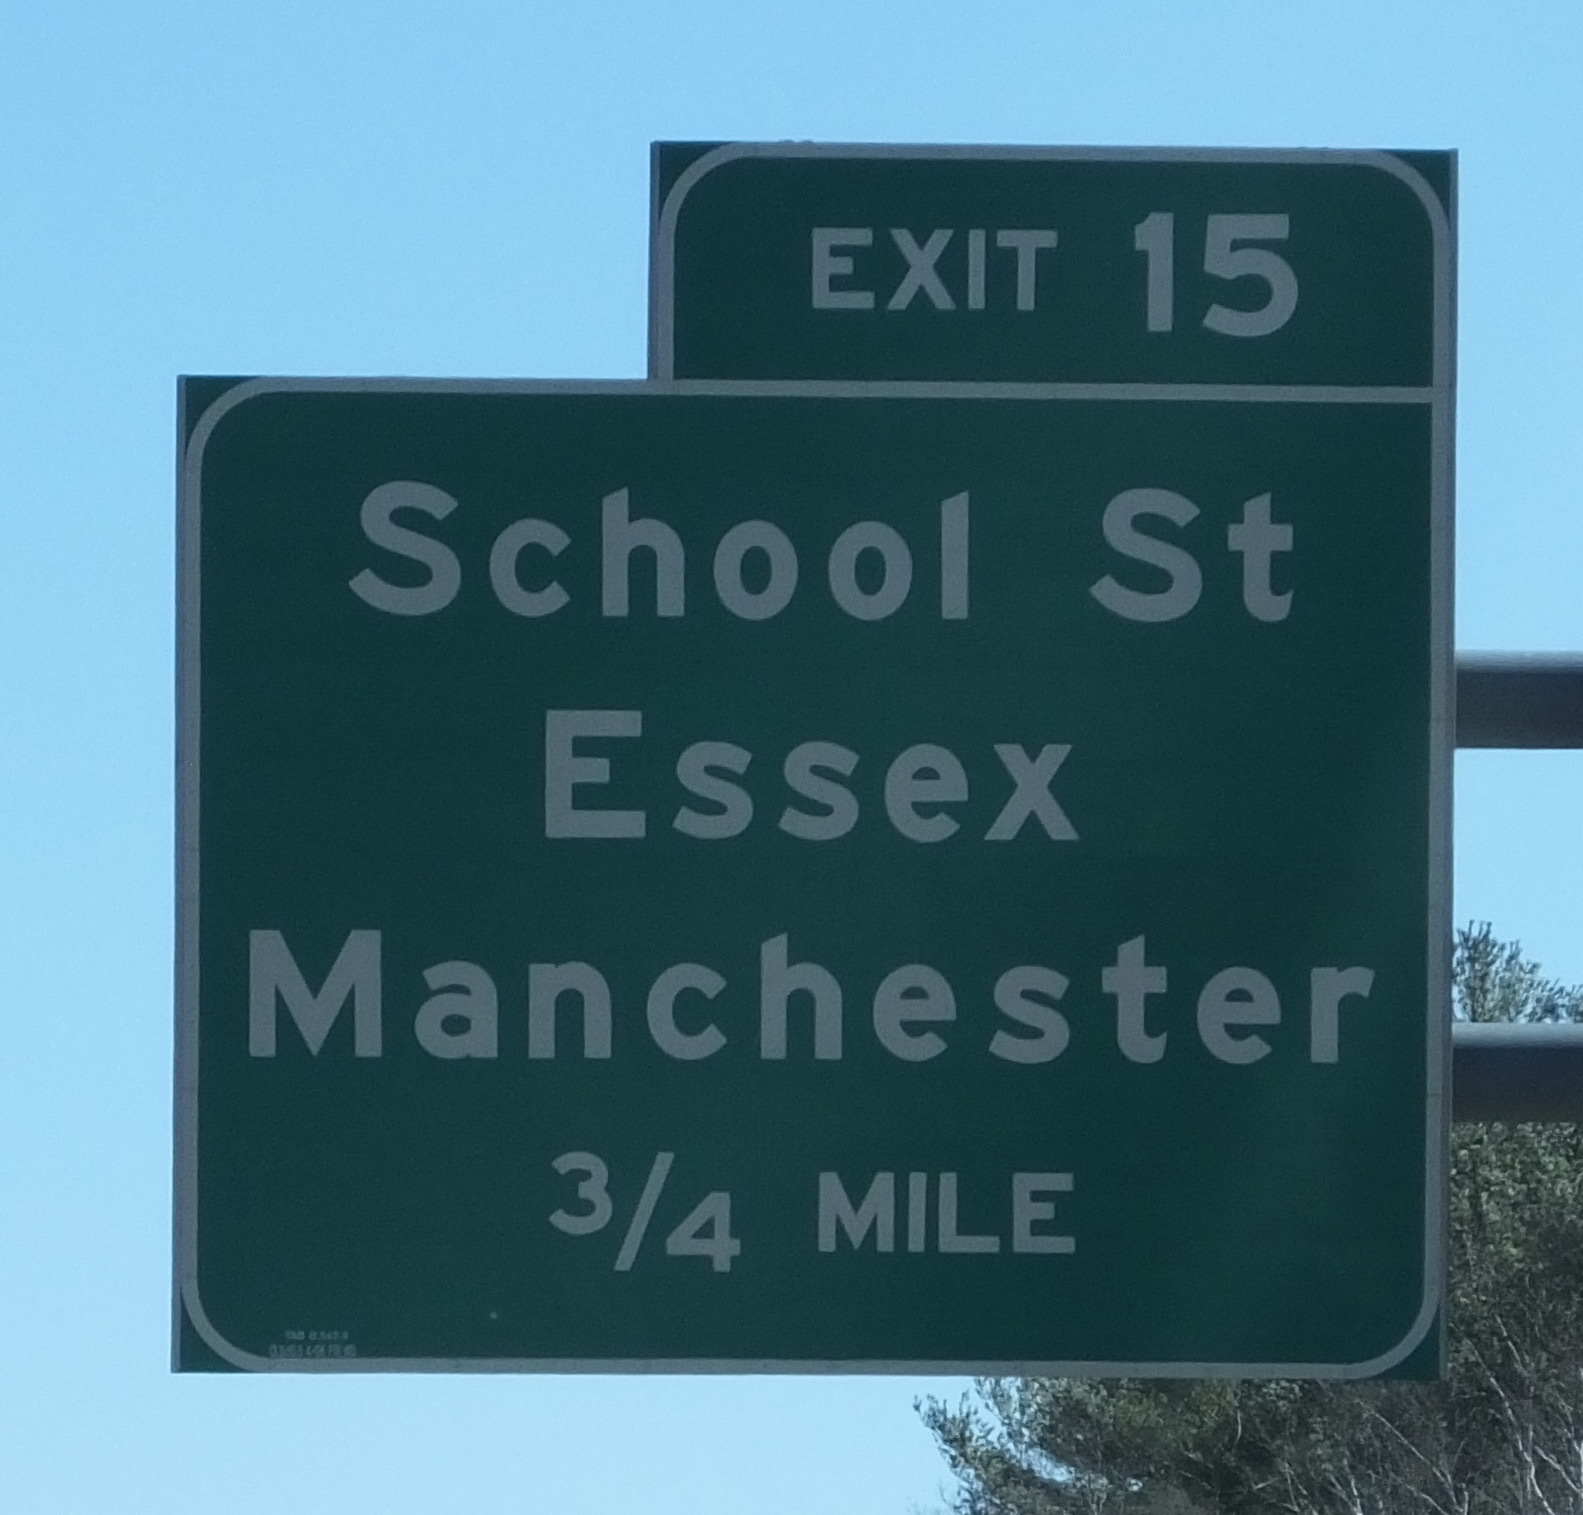 EXIT 15
School St
Essex
Manchester
3/4 MILE